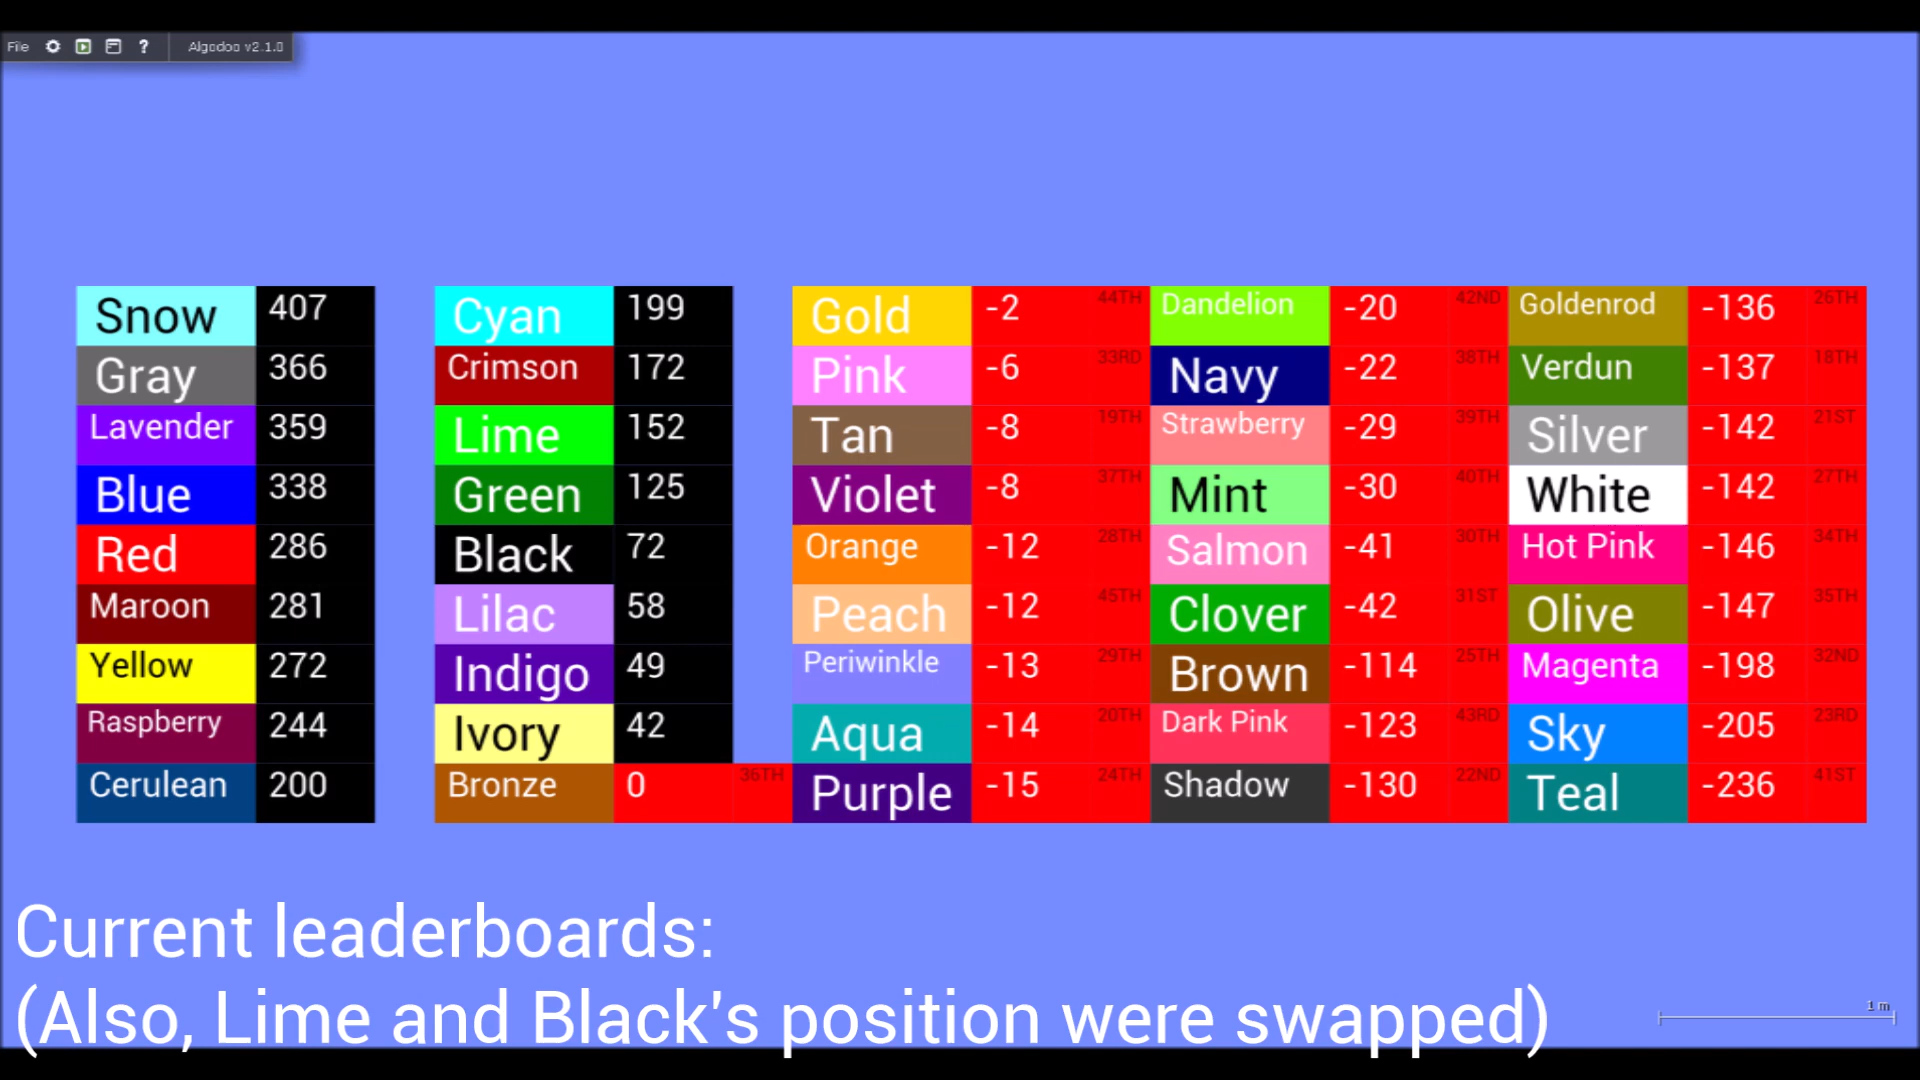 File ? Algodoo v2.1.0
Snow 407 Cyan 199 Gold -2 44TH Dandelion -20 42ND Goldenrod -136 26TH
Gray 366 Crimson 172 Pink -6 33RD Navy -22 38TH Verdun -137 18TH
Lavender 359 Lime 152 Tan -8 19TH Strawberry -29 39TH Silver -142 21ST
Blue 338 Green 125 Violet -8 37TH Mint -30 40TH White -142 27TH
Red 286 Black 72 Orange -12 28TH Salmon -41 30TH Hot Pink -146 34TH
Maroon 281 Lilac 58 Peach -12 45TH Clover -42 31ST Olive -147 35TH
Yellow 272 Indigo 49 Periwinkle -13 29TH Brown -114 25TH Magenta -198 32ND
Raspberry 244 Ivory 42 Aqua -14 20TH Dark Pink -123 43RD Sky -205 23RD
Cerulean 200 Bronze 0 36TH Purple -15 24TH Shadow -130 22ND Teal -236 41ST
Current leaderboards:
(Also, Lime and Black's position were swapped)
1 m